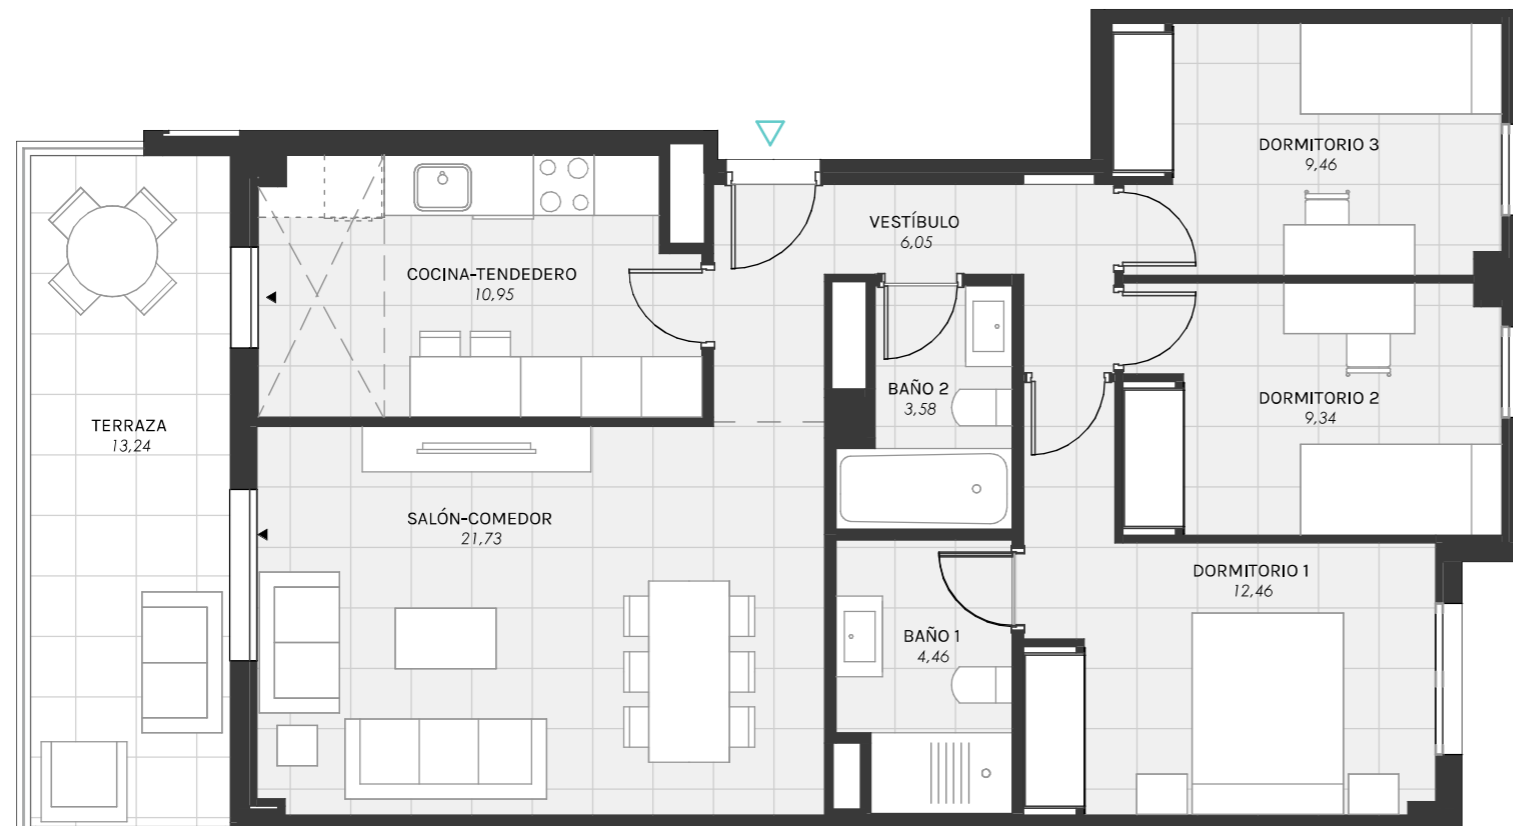 DORMITORIO 3
9,46
VESTÍBULO
6,05
COCINA-TENDEDERO
10,95
BAÑO 2
3,58
DORMITORIO 2
9,34
TERRAZA
13,24
SALÓN-COMEDOR
21,73
DORMITORIO 1
12,46
BAÑO 1
4,46